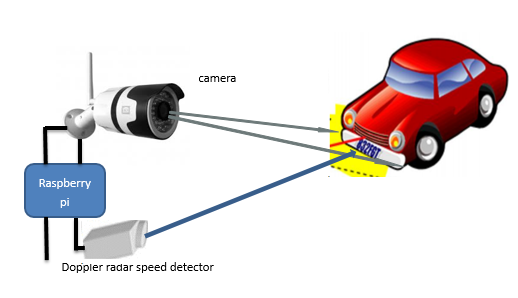 camera
Raspberry
pi
Doppler radar speed detector